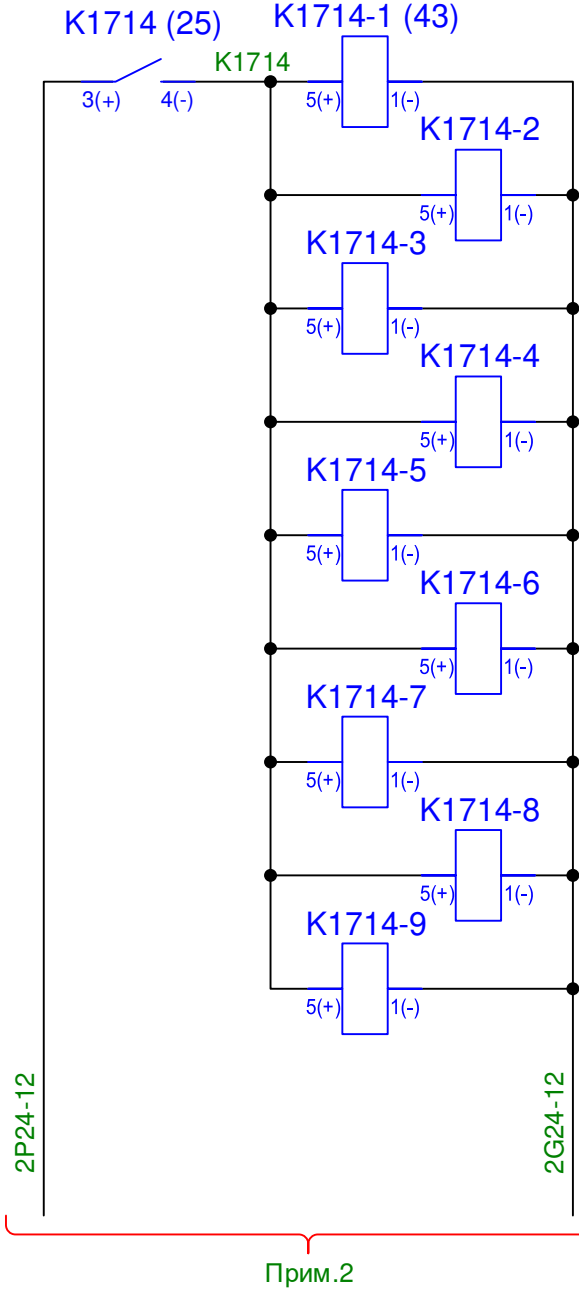 K1714 (25)
K1714-1 (43)
K1714
3(+)
4(-)
5(+)
1(-)
K1714-2
5(+)
1(-)
K1714-3
5(+)
1(-)
K1714-4
5(+)
1(-)
K1714-5
5(+)
1(-)
K1714-6
5(+)
1(-)
K1714-7
5(+)
1(-)
K1714-8
5(+)
1(-)
K1714-9
5(+)
1(-)
2P24-12
2G24-12
Прим.2